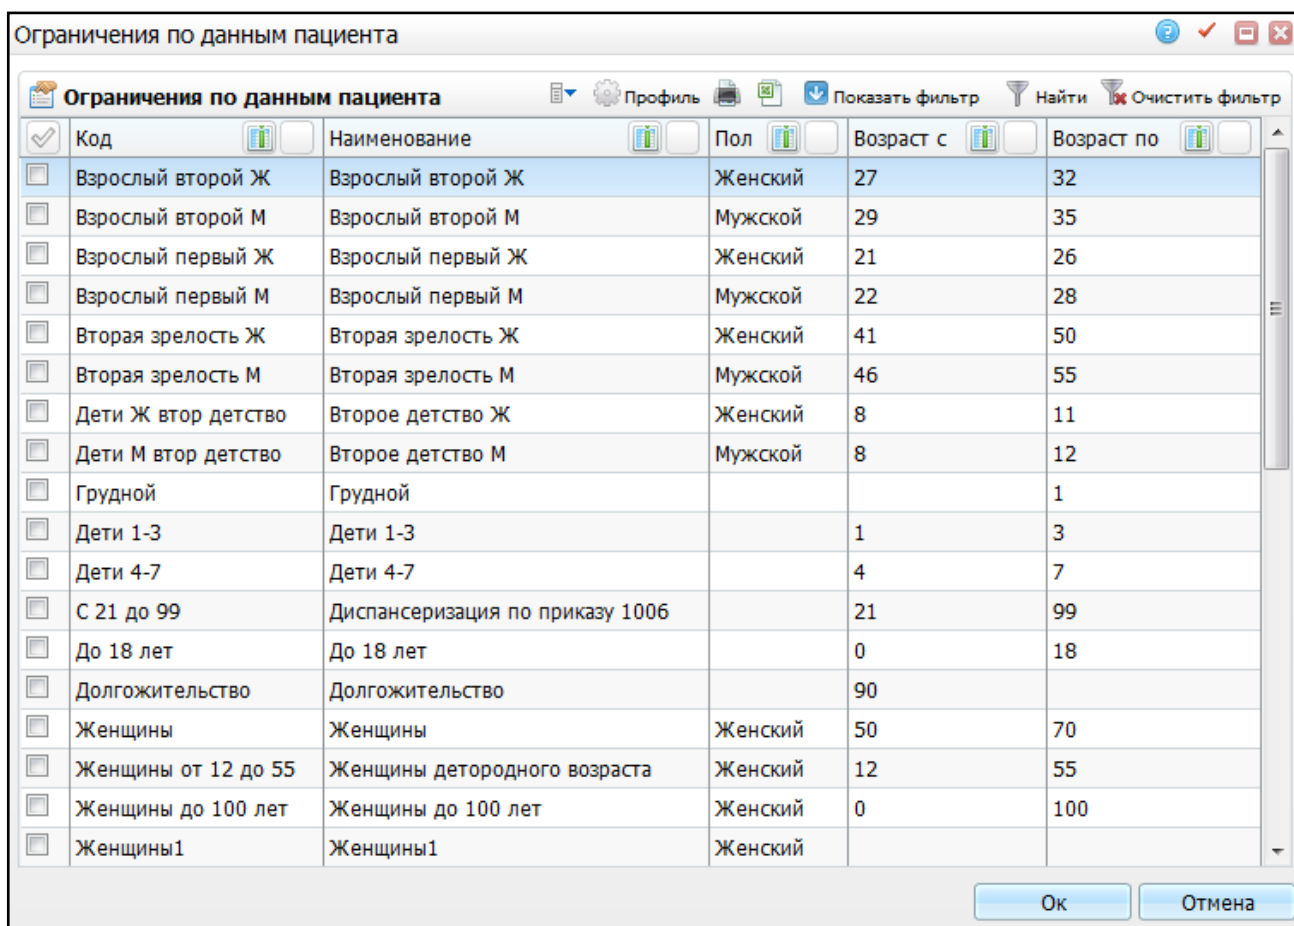 Ограничения по данным пациента
Ограничения по данным пациента Профиль Показать фильтр Найти Очистить фильтр
Код Наименование Пол Возраст с Возраст по
Взрослый второй Ж Взрослый второй Ж Женский 27 32
Взрослый второй М Взрослый второй М Мужской 29 35
Взрослый первый Ж Взрослый первый Ж Женский 21 26
Взрослый первый М Взрослый первый М Мужской 22 28
Вторая зрелость Ж Вторая зрелость Ж Женский 41 50
Вторая зрелость М Вторая зрелость М Мужской 46 55
Дети Ж втор детство Второе детство Ж Женский 8 11
Дети М втор детство Второе детство М Мужской 8 12
Грудной Грудной 1
Дети 1-3 Дети 1-3 1 3
Дети 4-7 Дети 4-7 4 7
С 21 до 99 Диспансеризация по приказу 1006 21 99
До 18 лет До 18 лет 0 18
Долгожительство Долгожительство 90
Женщины Женщины Женский 50 70
Женщины от 12 до 55 Женщины детородного возраста Женский 12 55
Женщины до 100 лет Женщины до 100 лет Женский 0 100
Женщины1 Женщины1 Женский
Ок Отмена